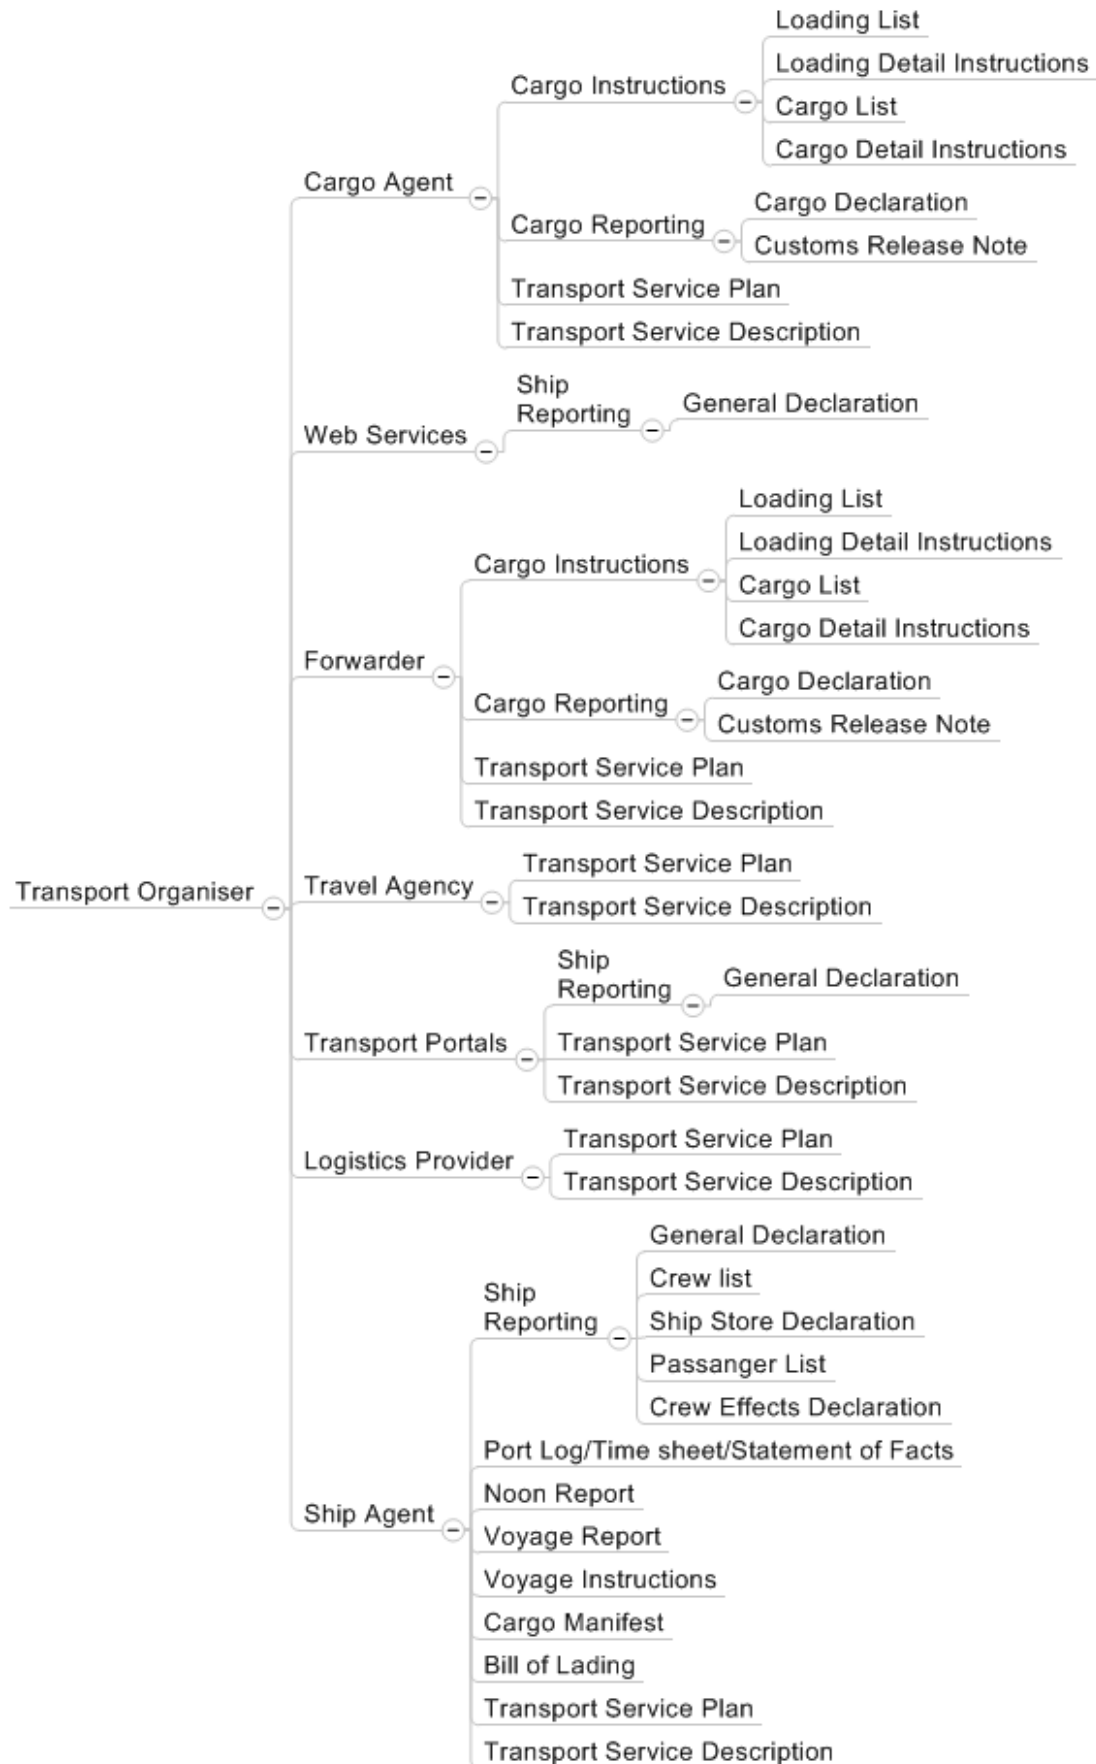 Loading List
Loading Detail Instructions
Cargo Instructions
Cargo List
Cargo Detail Instructions
Cargo Agent
Cargo Declaration
Cargo Reporting
Customs Release Note
Transport Service Plan
Transport Service Description
Ship
Reporting
General Declaration
Web Services
Loading List
Loading Detail Instructions
Cargo Instructions
Cargo List
Cargo Detail Instructions
Forwarder
Cargo Declaration
Cargo Reporting
Customs Release Note
Transport Service Plan
Transport Service Description
Transport Organiser
Travel Agency
Transport Service Plan
Transport Service Description
Ship
Reporting
General Declaration
Transport Portals
Transport Service Plan
Transport Service Description
Logistics Provider
Transport Service Plan
Transport Service Description
General Declaration
Crew list
Ship
Reporting
Ship Store Declaration
Passanger List
Crew Effects Declaration
Port Log/Time sheet/Statement of Facts
Noon Report
Ship Agent
Voyage Report
Voyage Instructions
Cargo Manifest
Bill of Lading
Transport Service Plan
Transport Service Description